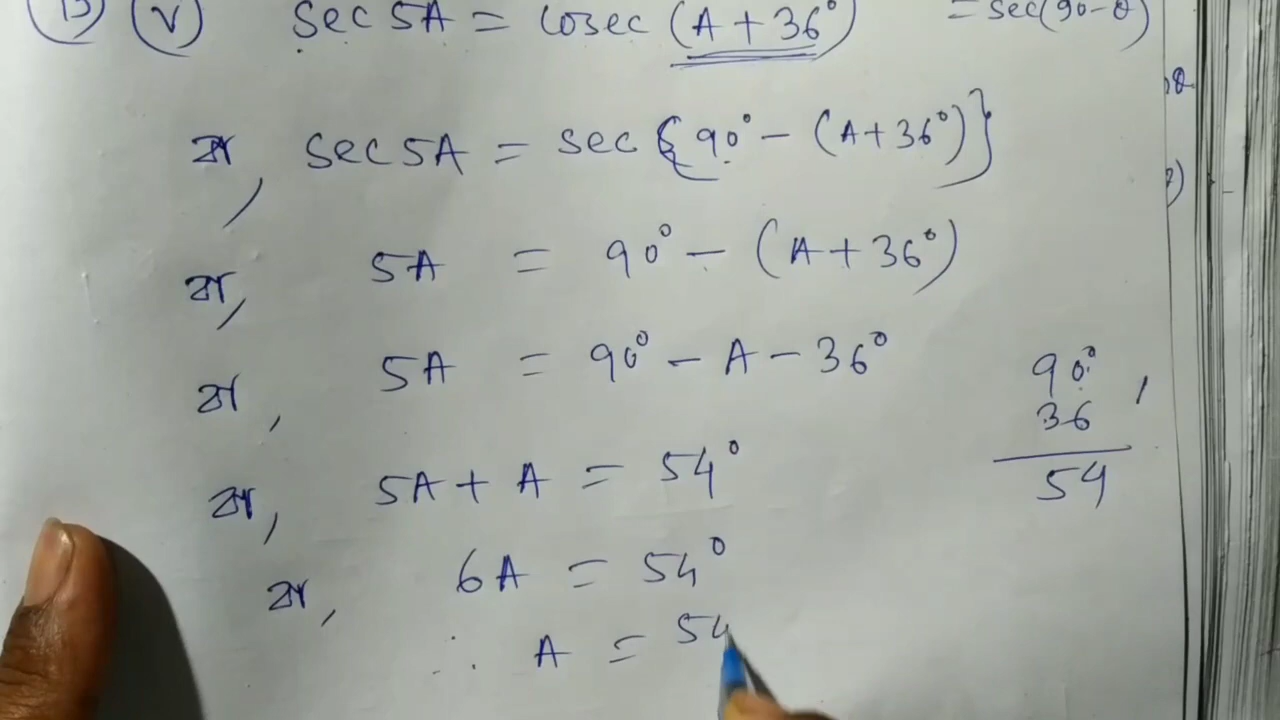 (V) sec 5A = cosec (A + 36°) = sec(90-θ)
বা, sec 5A = sec {90° - (A + 36°)}
বা, 5A = 90° - (A + 36°)
বা, 5A = 90° - A - 36°
90°,
36
54
বা, 5A + A = 54°
বা, 6A = 54°
∴ A = 54